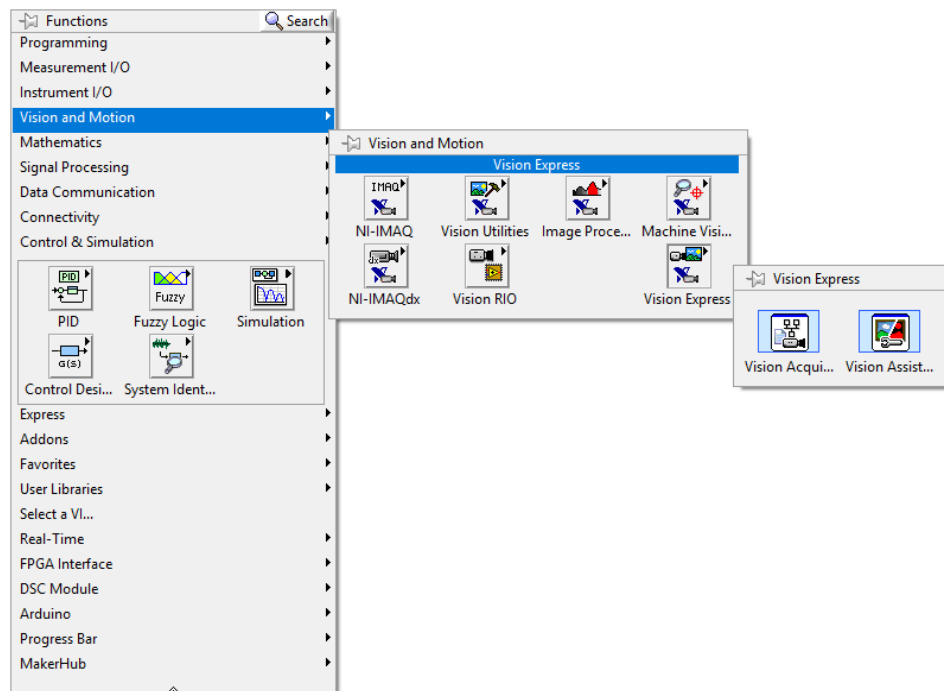 Functions
Search
Programming
Measurement I/O
Instrument I/O
Vision and Motion
Mathematics
Signal Processing
Data Communication
Connectivity
Control & Simulation
PID
Fuzzy
PID
Fuzzy Logic
Simulation
G(s)
Control Desi...
System Ident...
Express
Addons
Favorites
User Libraries
Select a VI...
Real-Time
FPGA Interface
DSC Module
Arduino
Progress Bar
MakerHub
Vision and Motion
Vision Express
IMAQ
NI-IMAQ
Vision Utilities
Image Proce...
Machine Visi...
NI-IMAQdx
Vision RIO
Vision Express
Vision Express
Vision Acqui...
Vision Assist...